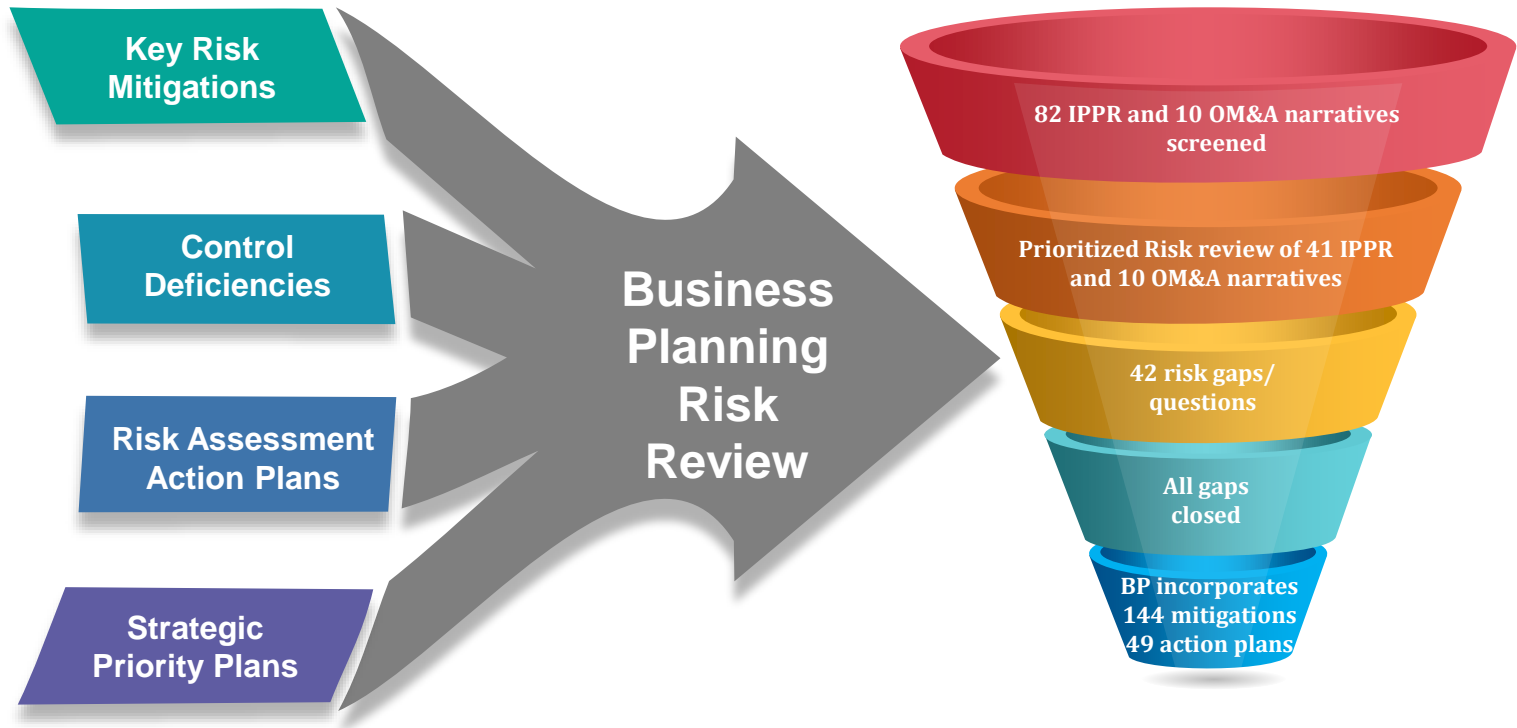 Key Risk
Mitigations
Control
Deficiencies
Risk Assessment
Action Plans
Strategic
Priority Plans
Business
Planning
Risk
Review
82 IPPR and 10 OM&A narratives
screened
Prioritized Risk review of 41 IPPR
and 10 OM&A narratives
42 risk gaps/
questions
All gaps
closed
BP incorporates
144 mitigations
49 action plans